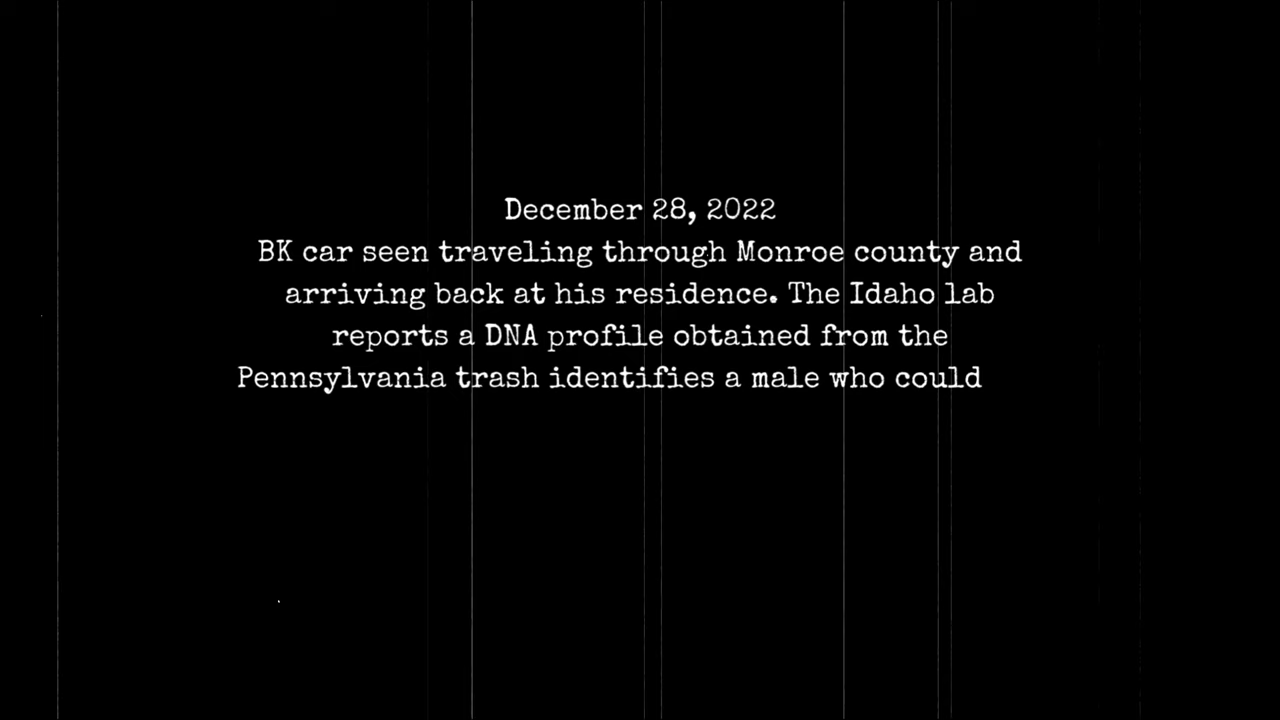 December 28, 2022
BK car seen traveling through Monroe county and
arriving back at his residence. The Idaho lab
reports a DNA profile obtained from the
Pennsylvania trash identifies a male who could